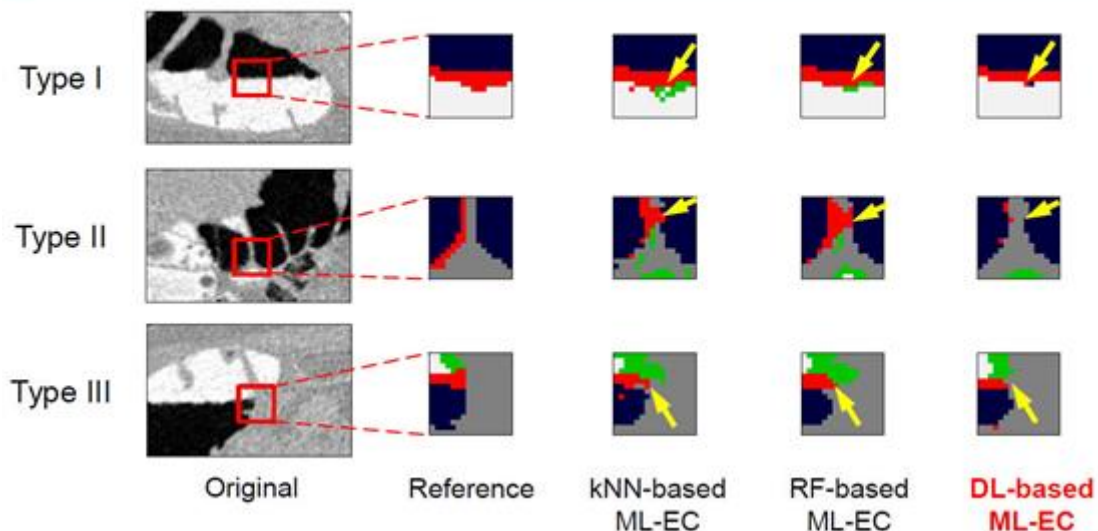 Type I
Type II
Type III
Original
Reference
kNN-based
ML-EC
RF-based
ML-EC
DL-based
ML-EC